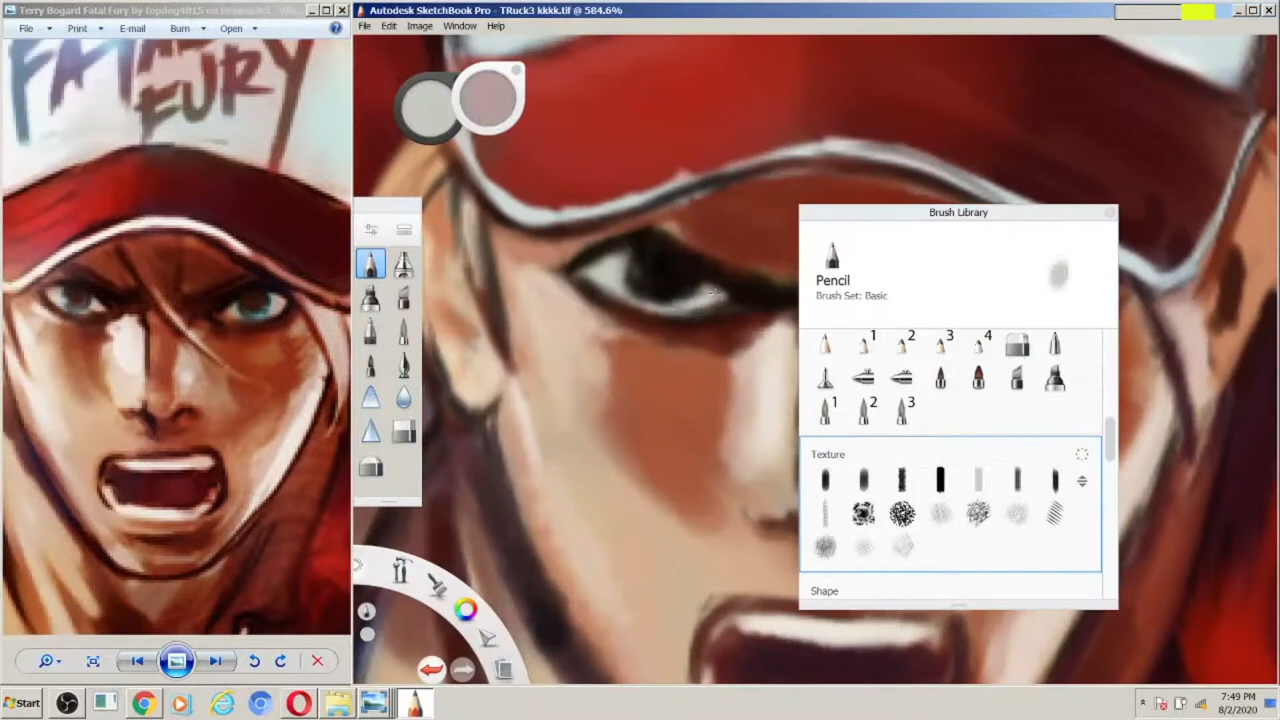 Terry Bogard Fatal Fury by topdog4015 on
File Print E-mail Burn Open
FATAL
FURY
Autodesk SketchBook Pro - TRuck3 kkkk.tif @ 584.6%
File Edit Image Window Help
Brush Library
Pencil
Brush Set: Basic
1 2 3 4
1 2 3
Texture
Shape
Start
7:49 PM
8/2/2020